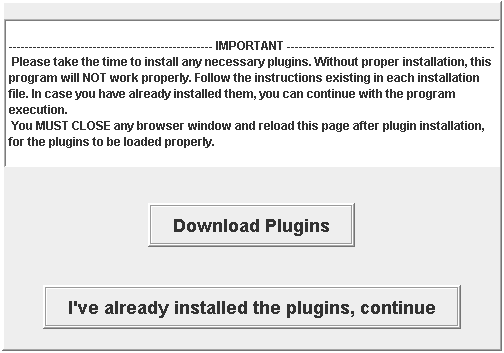 ---------------------------------------------------- IMPORTANT -----------------------------------------------------
Please take the time to install any necessary plugins. Without proper installation, this
program will NOT work properly. Follow the instructions existing in each installation
file. In case you have already installed them, you can continue with the program
execution.
You MUST CLOSE any browser window and reload this page after plugin installation,
for the plugins to be loaded properly.
Download Plugins
I've already installed the plugins, continue